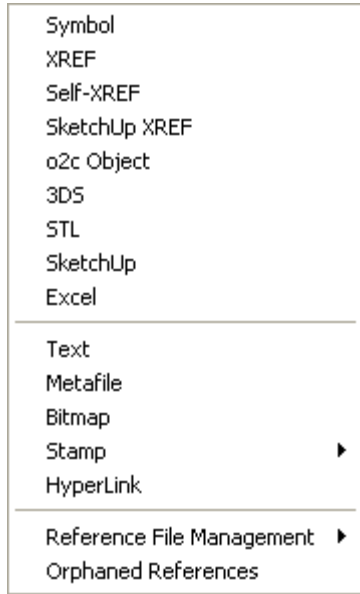 Symbol
XREF
Self-XREF
SketchUp XREF
o2c Object
3DS
STL
SketchUp
Excel
Text
Metafile
Bitmap
Stamp
HyperLink
Reference File Management
Orphaned References